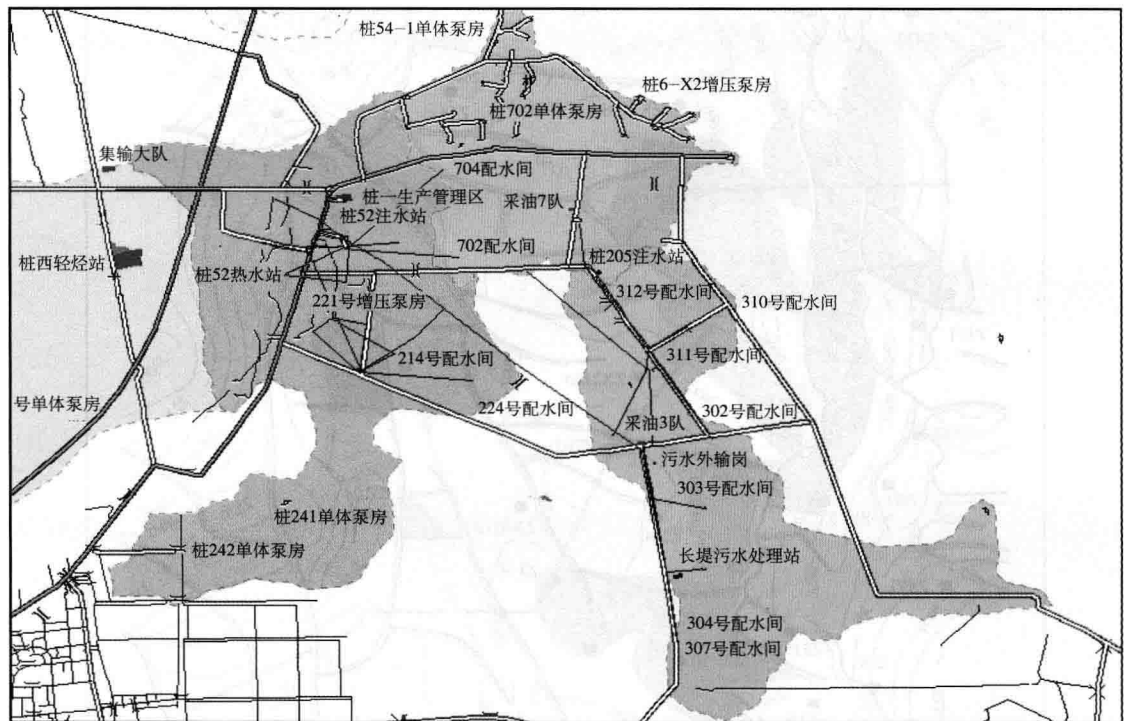 桩54-1单体泵房
桩6-X2增压泵房
桩702单体泵房
集输大队
704配水间
桩一生产管理区
采油7队
桩52注水站
702配水间
桩西轻烃站
桩52热水站
桩205注水站
221号增压泵房
312号配水间
310号配水间
214号配水间
311号配水间
号单体泵房
224号配水间
302号配水间
采油3队
污水外输岗
303号配水间
桩241单体泵房
桩242单体泵房
长堤污水处理站
304号配水间
307号配水间